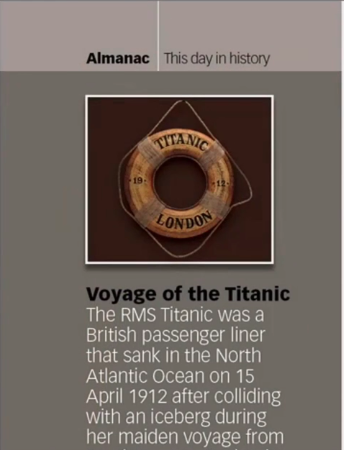 Almanac This day in history
TITANIC
19 12
LONDON
Voyage of the Titanic
The RMS Titanic was a
British passenger liner
that sank in the North
Atlantic Ocean on 15
April 1912 after colliding
with an iceberg during
her maiden voyage from